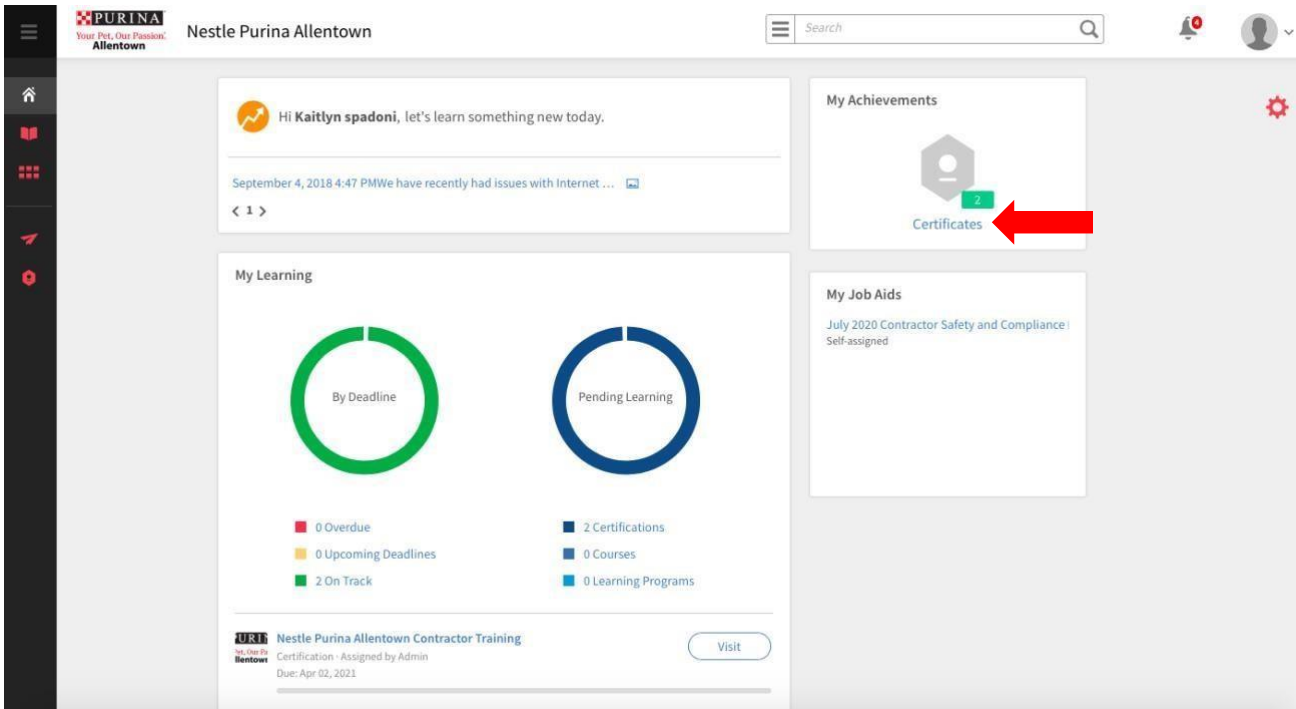 PURINA
Your Pet, Our Passion.
Allentown
Nestle Purina Allentown
Search
4
Hi Kaitlyn spadoni, let's learn something new today.
September 4, 2018 4:47 PMWe have recently had issues with Internet ...
< 1 >
My Achievements
2
Certificates
My Learning
By Deadline
Pending Learning
0 Overdue
0 Upcoming Deadlines
2 On Track
2 Certifications
0 Courses
0 Learning Programs
My Job Aids
July 2020 Contractor Safety and Compliance
Self-assigned
URI
Nestle Purina Allentown Contractor Training
Certification · Assigned by Admin
Due: Apr 02, 2021
Visit